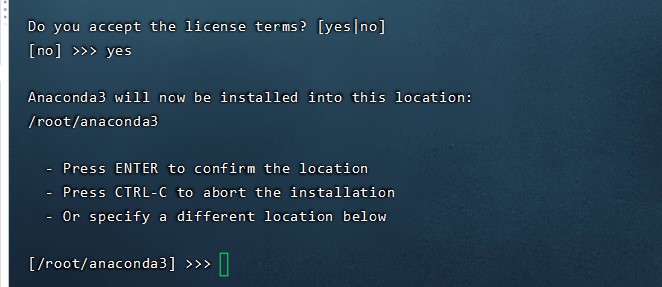 Do you accept the license terms? [yes|no]
[no] >>> yes
Anaconda3 will now be installed into this location:
/root/anaconda3
- Press ENTER to confirm the location
- Press CTRL-C to abort the installation
- Or specify a different location below
[/root/anaconda3] >>>